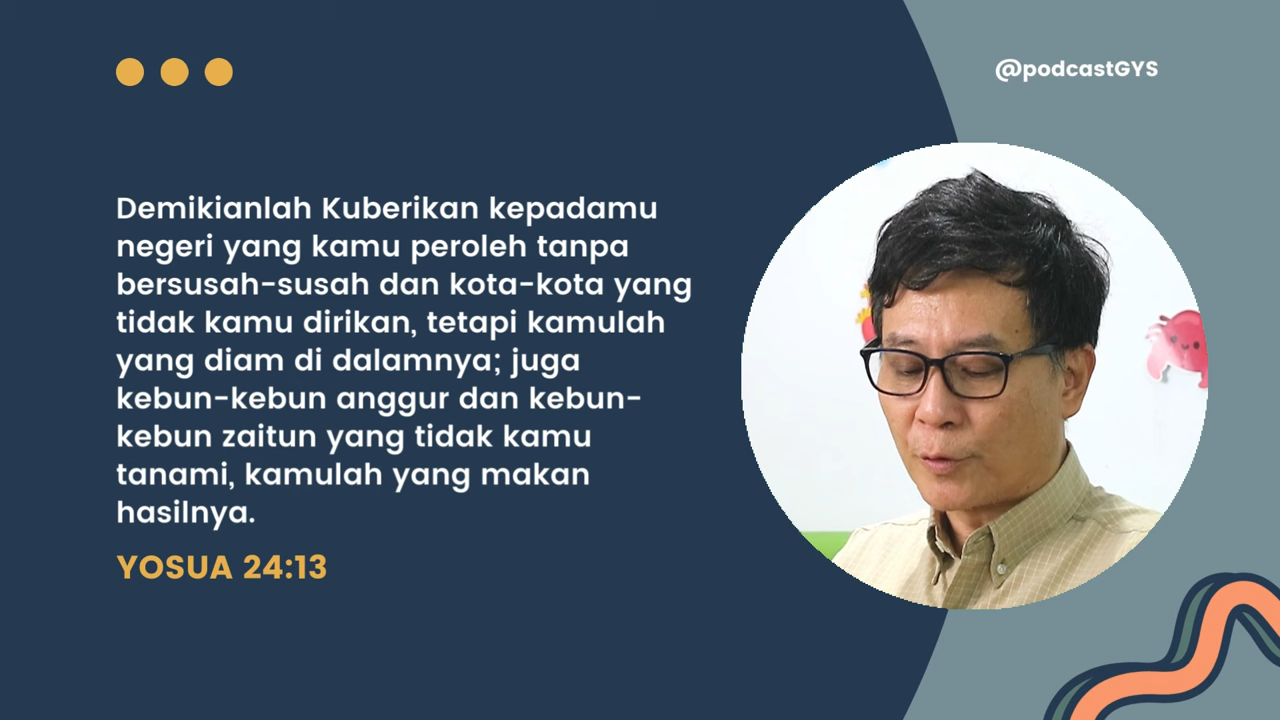 @podcastGYS
Demikianlah Kuberikan kepadamu
negeri yang kamu peroleh tanpa
bersusah-susah dan kota-kota yang
tidak kamu dirikan, tetapi kamulah
yang diam di dalamnya; juga
kebun-kebun anggur dan kebun-
kebun zaitun yang tidak kamu
tanami, kamulah yang makan
hasilnya.
YOSUA 24:13